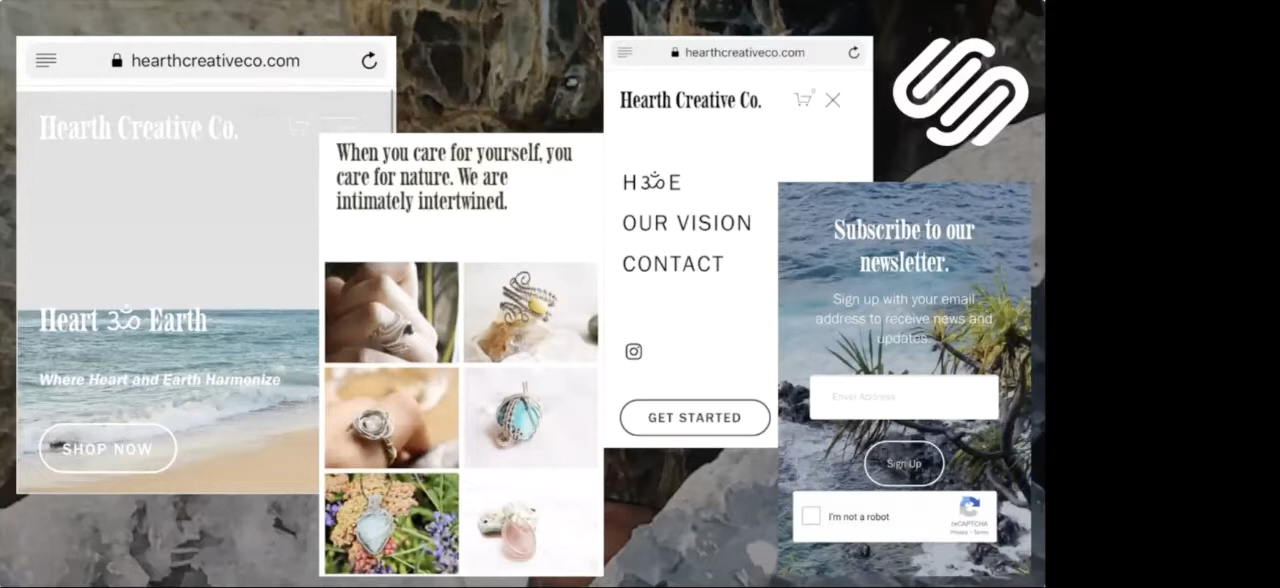 hearthcreativeco.com
Hearth Creative Co.
Heart ॐ Earth
Where Heart and Earth Harmonize
SHOP NOW
When you care for yourself, you
care for nature. We are
intimately intertwined.
hearthcreativeco.com
Hearth Creative Co.
0
HॐE
OUR VISION
CONTACT
GET STARTED
Subscribe to our
newsletter.
Sign up with your email
address to receive news and
updates.
Email Address
Sign Up
I'm not a robot
reCAPTCHA
Privacy - Terms